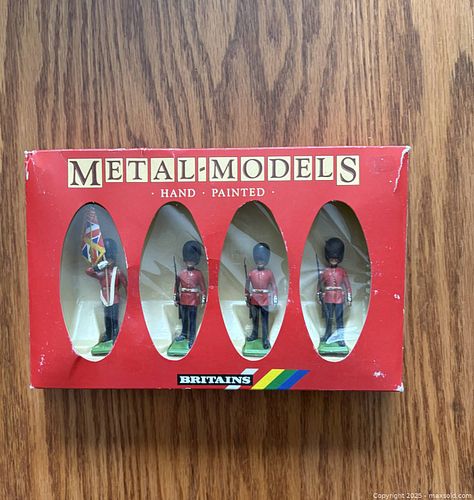 METAL-MODELS
· HAND · PAINTED ·
BRITAINS
Copyright 2025 - maxsold.com